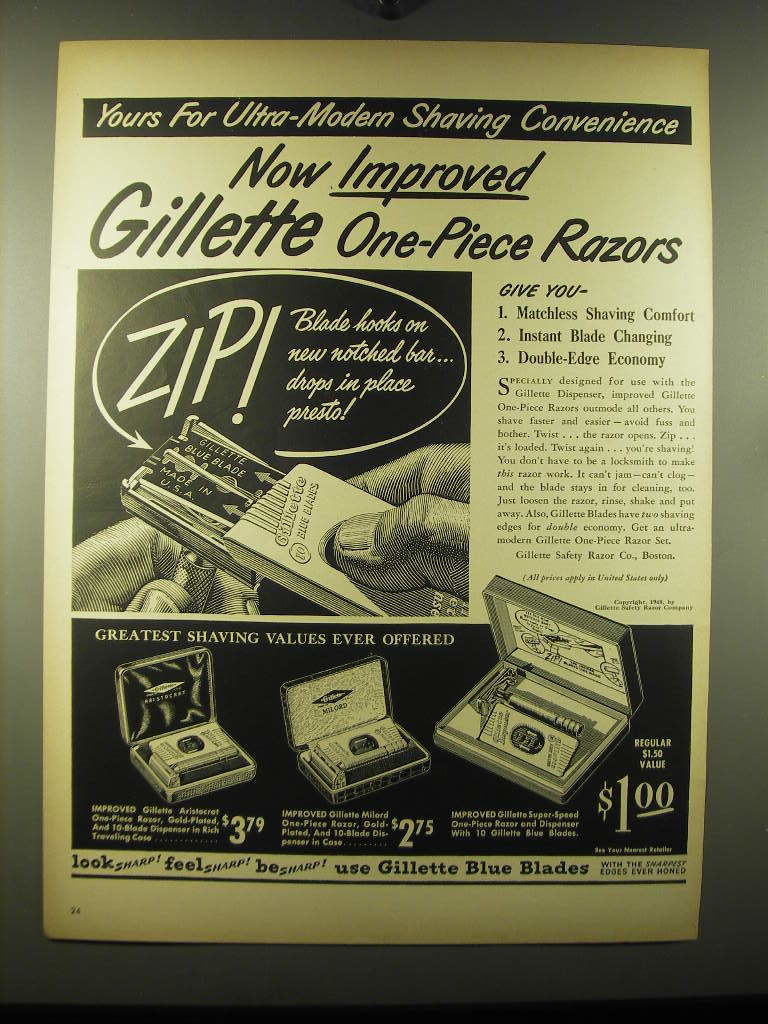 Yours For Ultra-Modern Shaving Convenience
Now Improved
Gillette One-Piece Razors
ZIP!
Blade hooks on
new notched bar...
drops in place
presto!
GILLETTE
BLUE BLADE
MADE IN
U.S.A.
Gillette
10 BLUE BLADES
GIVE YOU-
1. Matchless Shaving Comfort
2. Instant Blade Changing
3. Double-Edge Economy
SPECIALLY designed for use with the
Gillette Dispenser, improved Gillette
One-Piece Razors outmode all others. You
shave faster and easier—avoid fuss and
bother. Twist . . . the razor opens. Zip . . .
it's loaded. Twist again . . . you're shaving!
You don't have to be a locksmith to make
this razor work. It can't jam—can't clog—
and the blade stays in for cleaning, too.
Just loosen the razor, rinse, shake and put
away. Also, Gillette Blades have two shaving
edges for double economy. Get an ultra-
modern Gillette One-Piece Razor Set.
Gillette Safety Razor Co., Boston.
(All prices apply in United States only)
Copyright, 1948, by
Gillette Safety Razor Company
GREATEST SHAVING VALUES EVER OFFERED
Gillette
ARISTOCRAT
Gillette
MILORD
ZIP!
IMPROVED Gillette Aristocrat
One-Piece Razor, Gold-Plated,
And 10-Blade Dispenser in Rich
Traveling Case ............ $3.79
IMPROVED Gillette Milord
One-Piece Razor, Gold-
Plated, And 10-Blade Dis-
penser in Case.......... $2.75
IMPROVED Gillette Super-Speed
One-Piece Razor and Dispenser
With 10 Gillette Blue Blades.
REGULAR
$1.50
VALUE
$1.00
See Your Nearest Retailer
look SHARP! feel SHARP! be SHARP! use Gillette Blue Blades WITH THE SHARPEST
EDGES EVER HONED
24